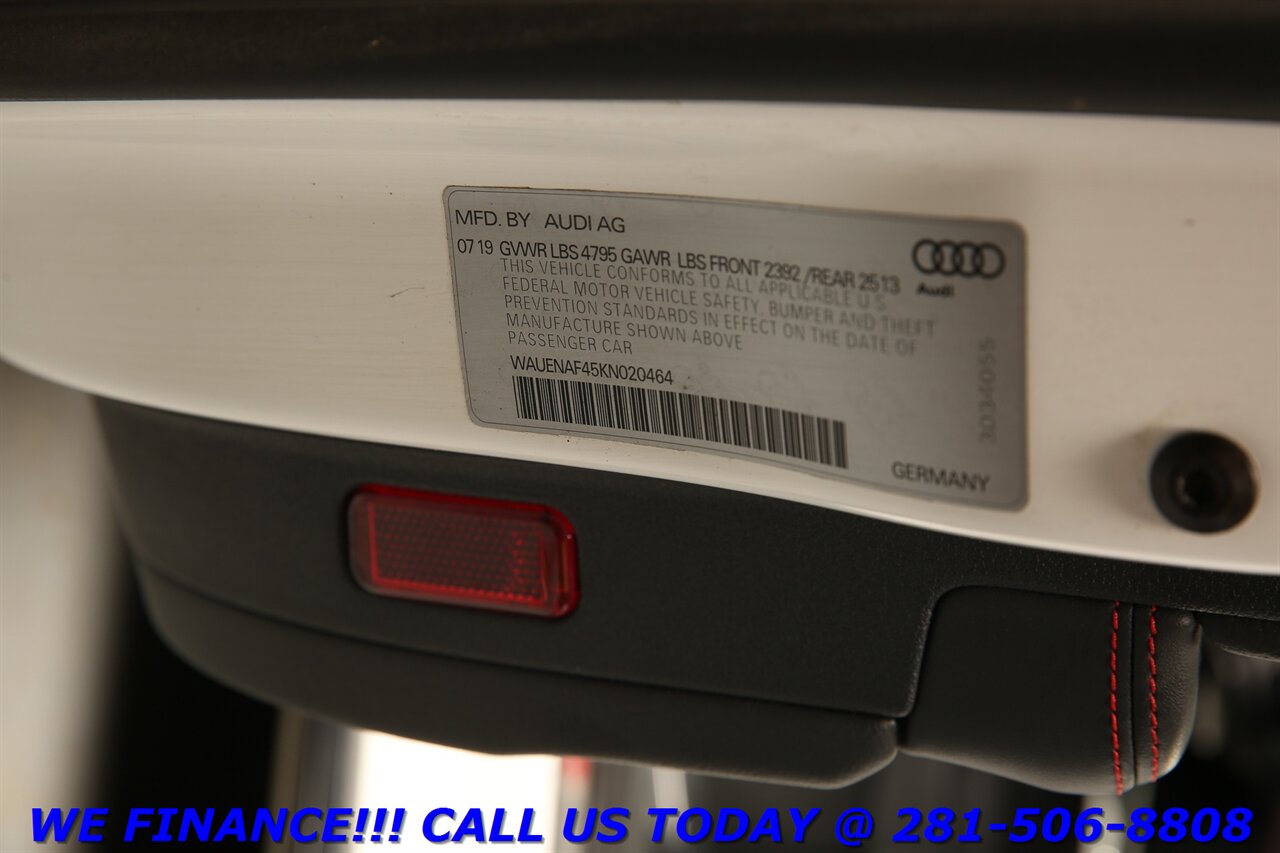 MFD. BY AUDI AG
07 19 GVWR LBS 4795 GAWR LBS FRONT 2392 /REAR 2513
THIS VEHICLE CONFORMS TO ALL APPLICABLE U S
FEDERAL MOTOR VEHICLE SAFETY, BUMPER AND THEFT
PREVENTION STANDARDS IN EFFECT ON THE DATE OF
MANUFACTURE SHOWN ABOVE
PASSENGER CAR
WAUENAF45KN020464
Audi
3034055
GERMANY
WE FINANCE!!! CALL US TODAY @ 281-506-8808